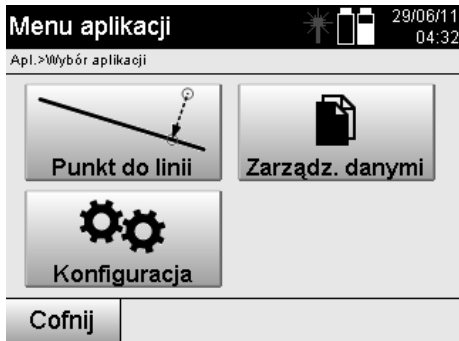 Menu aplikacji
29/06/11
04:32
Apl.>Wybór aplikacji
Punkt do linii
Zarządz. danymi
Konfiguracja
Cofnij